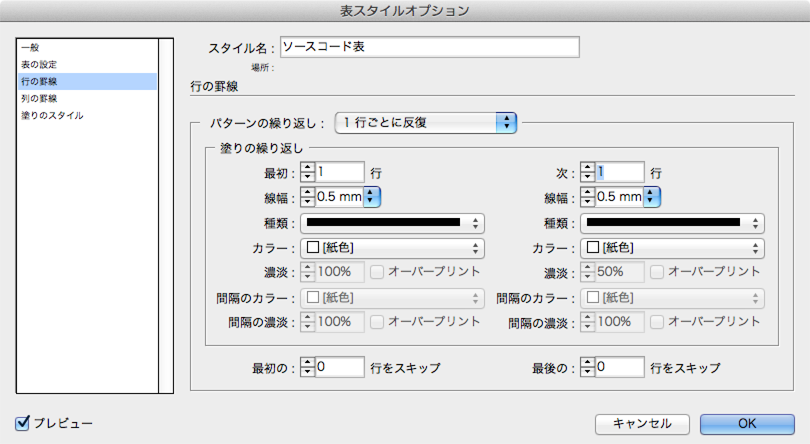 表スタイルオプション
一般
表の設定
行の罫線
列の罫線
塗りのスタイル
スタイル名： ソースコード表
場所：
行の罫線
パターンの繰り返し： 1 行ごとに反復
塗りの繰り返し
最初： 1 行 次： 1 行
線幅： 0.5 mm 線幅： 0.5 mm
種類： 種類：
カラー： [紙色] カラー： [紙色]
濃淡： 100% オーバープリント 濃淡： 50% オーバープリント
間隔のカラー： [紙色] 間隔のカラー： [紙色]
間隔の濃淡： 100% オーバープリント 間隔の濃淡： 100% オーバープリント
最初の： 0 行をスキップ 最後の： 0 行をスキップ
プレビュー キャンセル OK